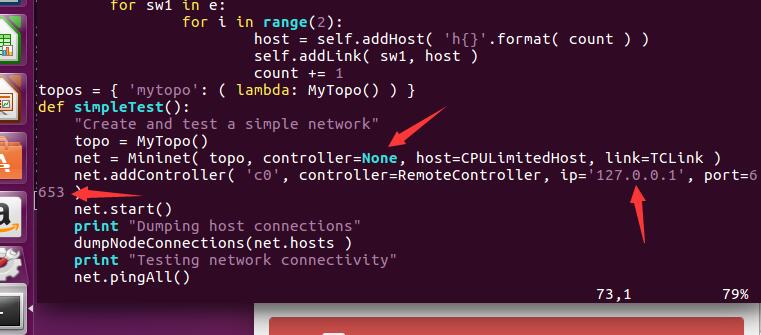 for sw1 in e:
for i in range(2):
host = self.addHost( 'h{}'.format( count ) )
self.addLink( sw1, host )
count += 1
topos = { 'mytopo': ( lambda: MyTopo() ) }
def simpleTest():
"Create and test a simple network"
topo = MyTopo()
net = Mininet( topo, controller=None, host=CPULimitedHost, link=TCLink )
net.addController( 'c0', controller=RemoteController, ip='127.0.0.1', port=6
653 )
net.start()
print "Dumping host connections"
dumpNodeConnections(net.hosts )
print "Testing network connectivity"
net.pingAll()
73,1 79%